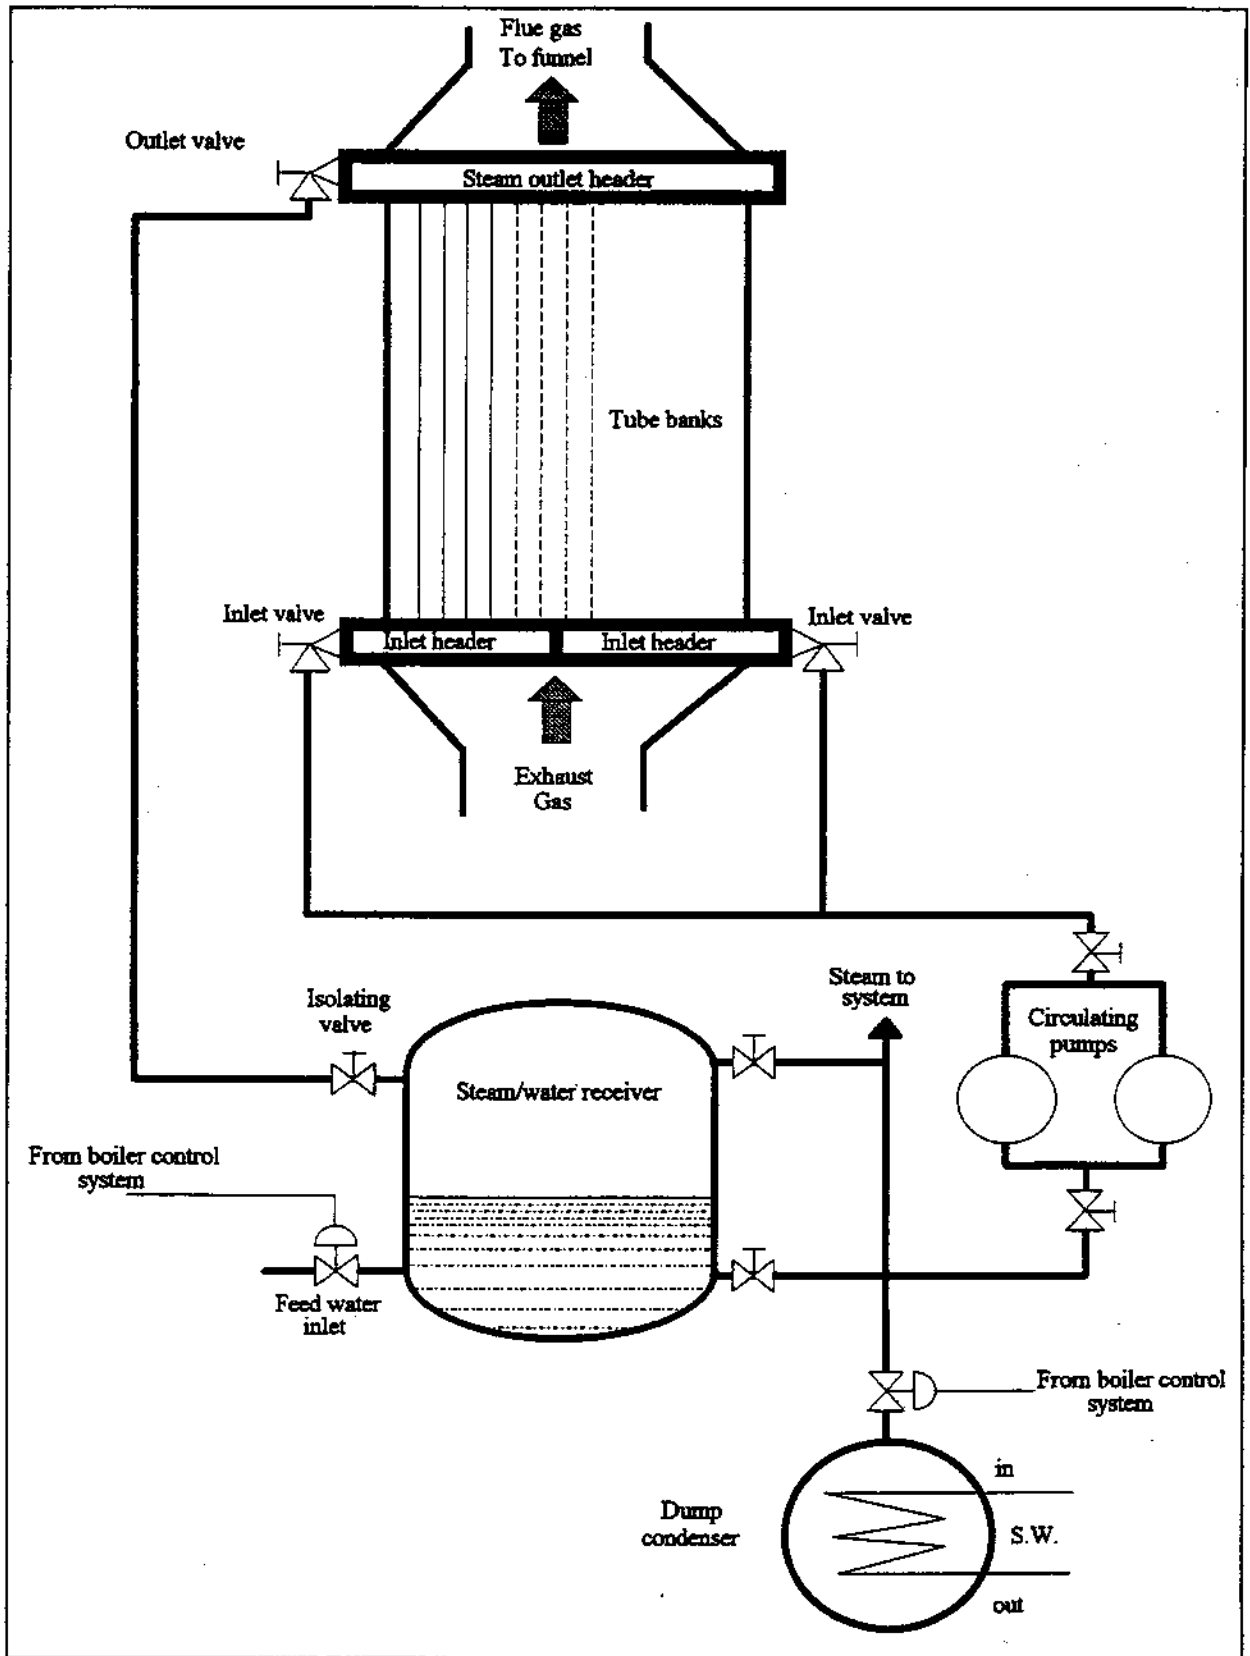 Flue gas
To funnel
Outlet valve
Steam outlet header
Tube banks
Inlet valve
Inlet valve
Inlet header
Inlet header
Exhaust
Gas
Steam to
system
Isolating
valve
Circulating
pumps
Steam/water receiver
From boiler control
system
Feed water
inlet
From boiler control
system
in
Dump
condenser
S.W.
out